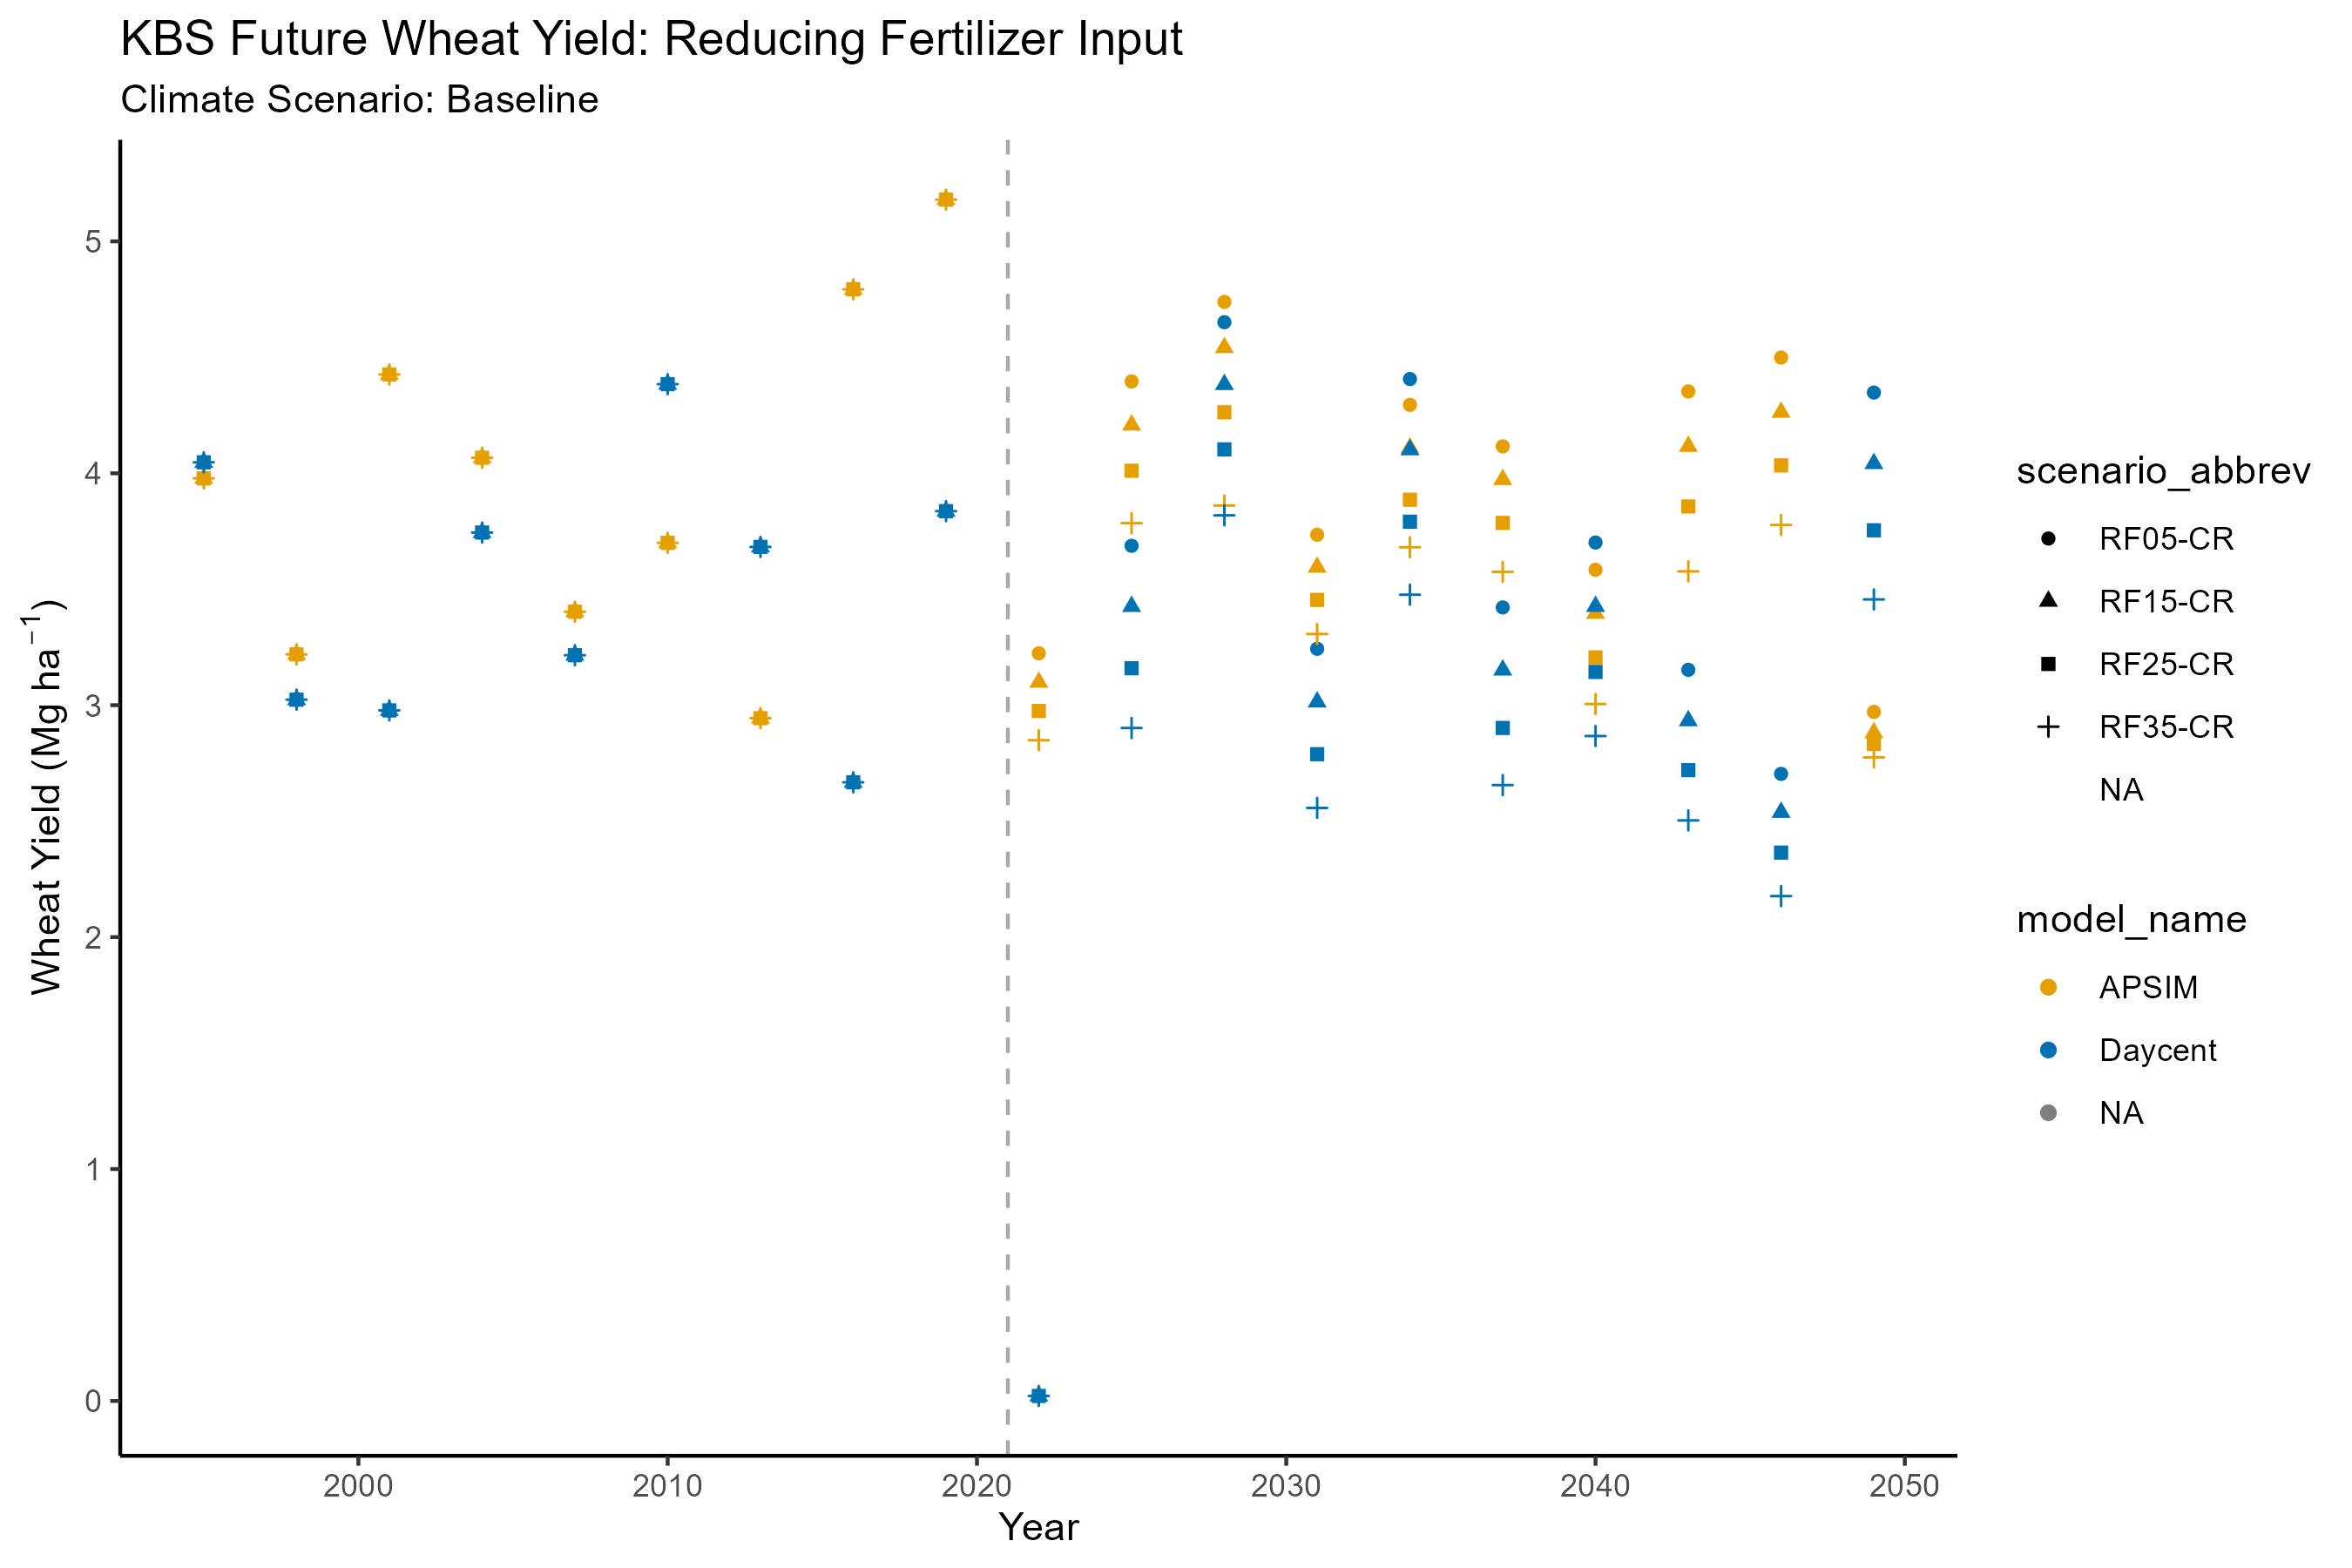 KBS Future Wheat Yield: Reducing Fertilizer Input
Climate Scenario: Baseline
Wheat Yield (Mg ha⁻¹)
5
4
3
2
1
0
2000
2010
2020
2030
2040
2050
Year
scenario_abbrev
RF05-CR
RF15-CR
RF25-CR
RF35-CR
NA
model_name
APSIM
Daycent
NA